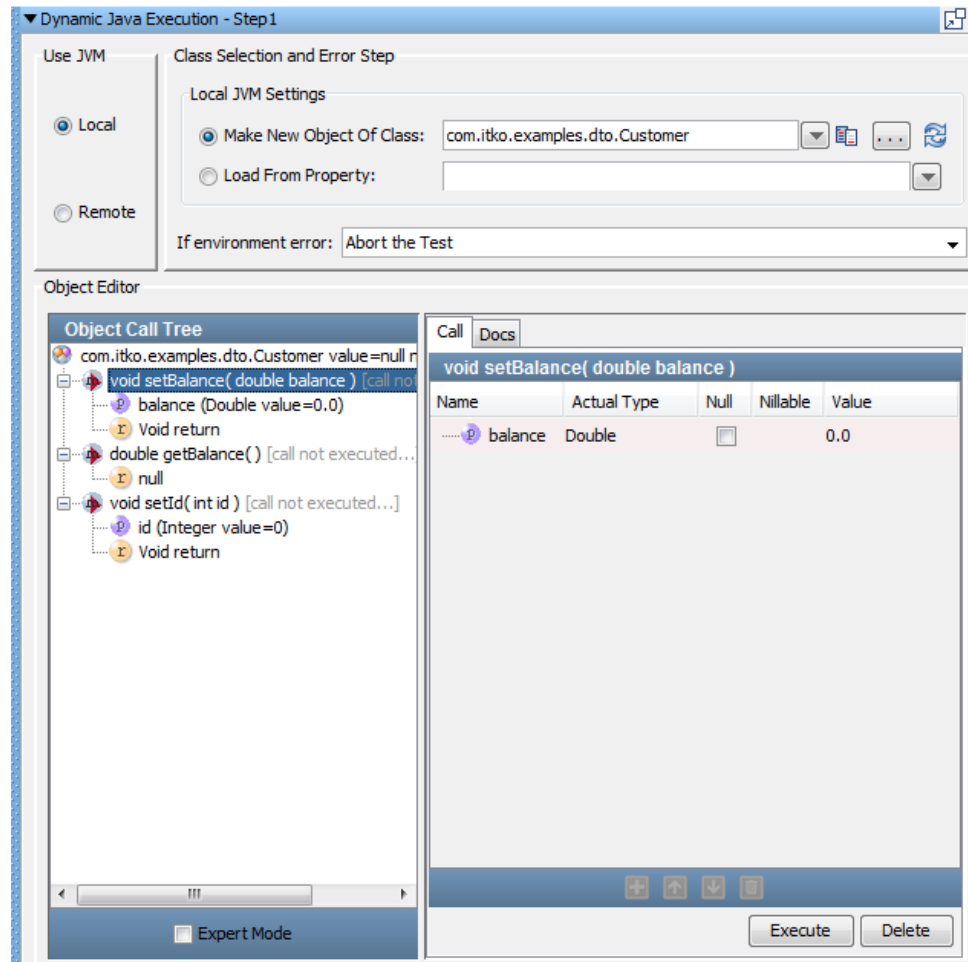 Dynamic Java Execution - Step1
Use JVM
Class Selection and Error Step
Local JVM Settings
Local
Make New Object Of Class: com.itko.examples.dto.Customer ...
Load From Property:
Remote
If environment error: Abort the Test
Object Editor
Object Call Tree
com.itko.examples.dto.Customer value=null
void setBalance( double balance ) [call not
P balance (Double value=0.0)
r Void return
double getBalance( ) [call not executed...]
r null
void setId( int id ) [call not executed...]
P id (Integer value=0)
r Void return
Expert Mode
Call Docs
void setBalance( double balance )
Name Actual Type Null Nillable Value
P balance Double 0.0
Execute Delete